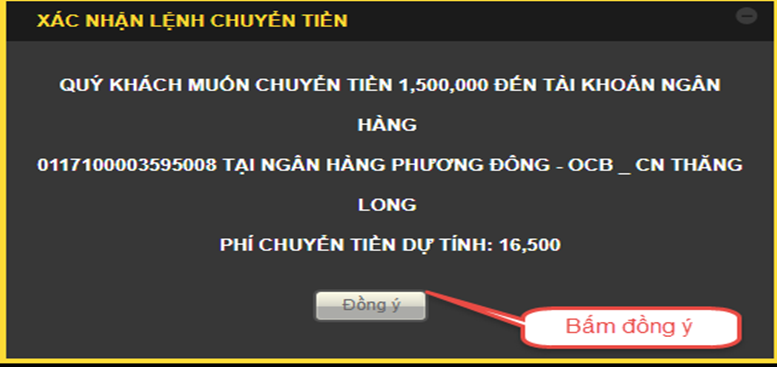 XÁC NHẬN LỆNH CHUYỂN TIỀN
QUÝ KHÁCH MUỐN CHUYỂN TIỀN 1,500,000 ĐẾN TÀI KHOẢN NGÂN
HÀNG
0117100003595008 TẠI NGÂN HÀNG PHƯƠNG ĐÔNG - OCB _ CN THĂNG
LONG
PHÍ CHUYỂN TIỀN DỰ TÍNH: 16,500
Đồng ý
Bấm đồng ý